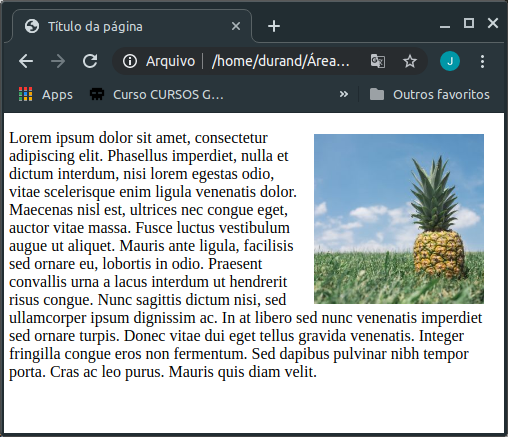 Título da página
Arquivo | /home/durand/Área...
J
Apps
Curso CURSOS G...
»
Outros favoritos
Lorem ipsum dolor sit amet, consectetur
adipiscing elit. Phasellus imperdiet, nulla et
dictum interdum, nisi lorem egestas odio,
vitae scelerisque enim ligula venenatis dolor.
Maecenas nisl est, ultrices nec congue eget,
auctor vitae massa. Fusce luctus vestibulum
augue ut aliquet. Mauris ante ligula, facilisis
sed ornare eu, lobortis in odio. Praesent
convallis urna a lacus interdum ut hendrerit
risus congue. Nunc sagittis dictum nisi, sed
ullamcorper ipsum dignissim ac. In at libero sed nunc venenatis imperdiet
sed ornare turpis. Donec vitae dui eget tellus gravida venenatis. Integer
fringilla congue eros non fermentum. Sed dapibus pulvinar nibh tempor
porta. Cras ac leo purus. Mauris quis diam velit.